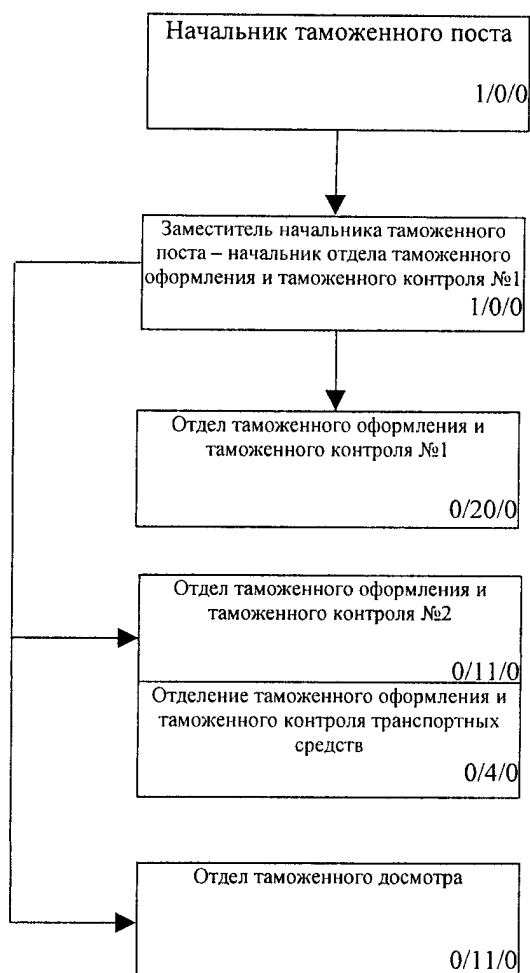 Начальник таможенного поста
1/0/0
Заместитель начальника таможенного
поста – начальник отдела таможенного
оформления и таможенного контроля №1
1/0/0
Отдел таможенного оформления и
таможенного контроля №1
0/20/0
Отдел таможенного оформления и
таможенного контроля №2
0/11/0
Отделение таможенного оформления и
таможенного контроля транспортных
средств
0/4/0
Отдел таможенного досмотра
0/11/0